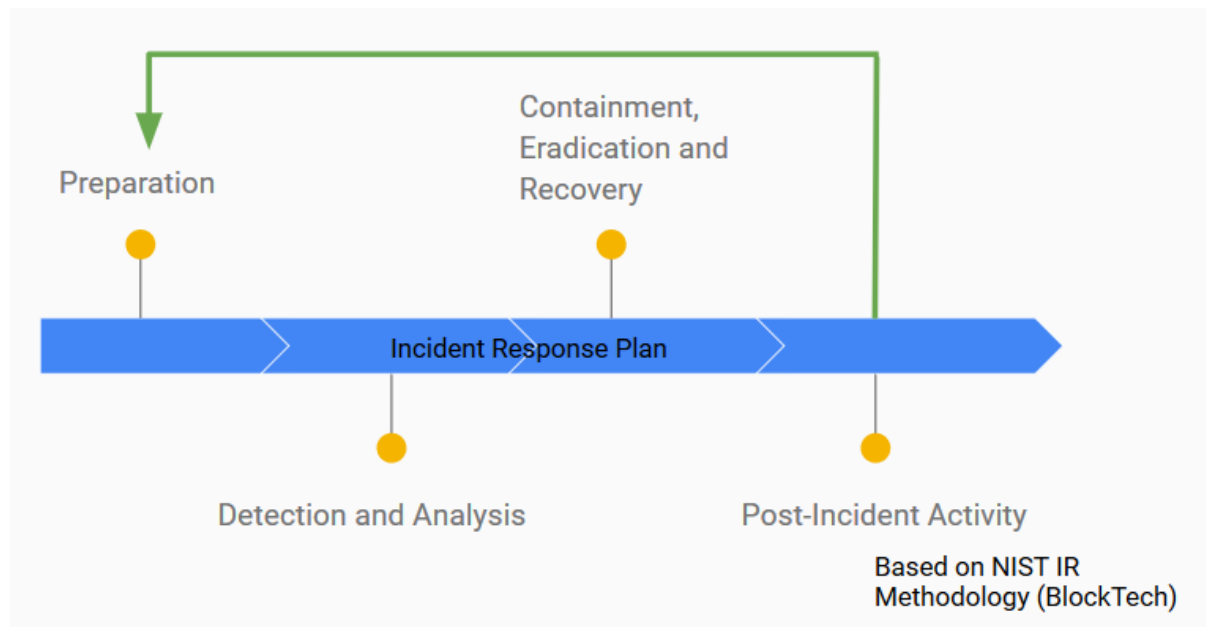 Containment,
Eradication and
Recovery
Preparation
Incident Response Plan
Detection and Analysis
Post-Incident Activity
Based on NIST IR
Methodology (BlockTech)